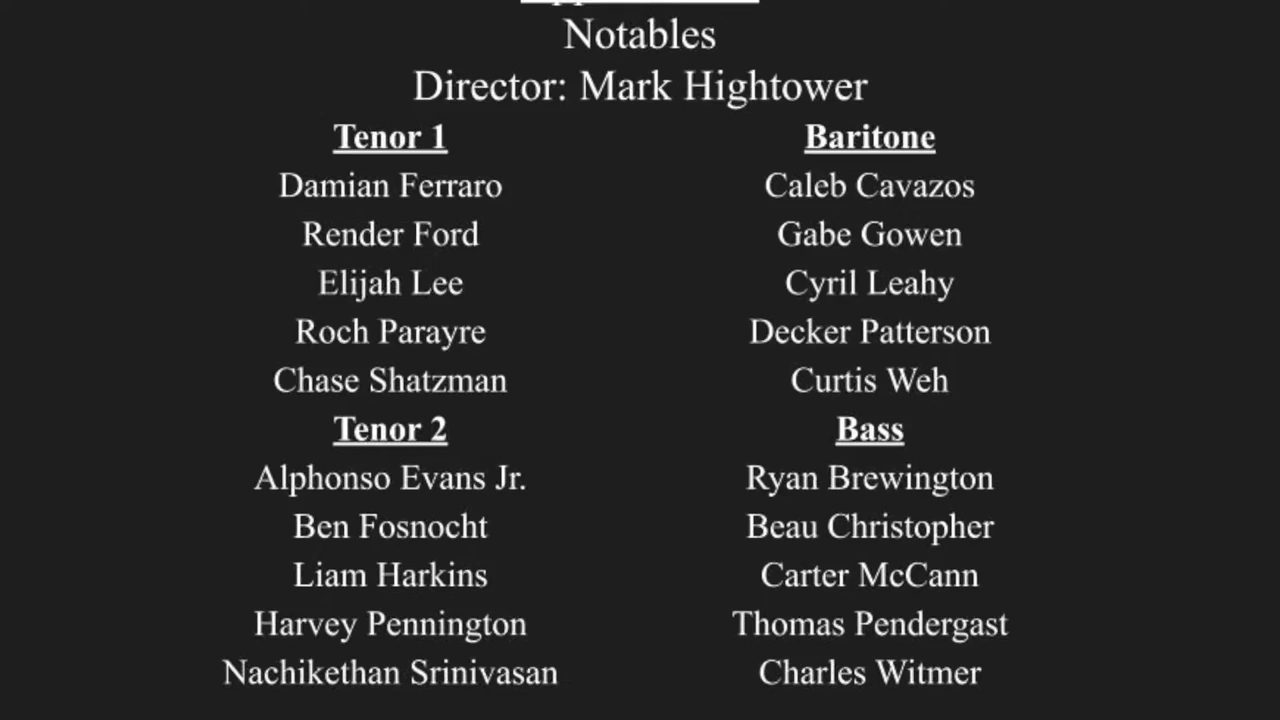 Notables
Director: Mark Hightower
Tenor 1
Damian Ferraro
Render Ford
Elijah Lee
Roch Parayre
Chase Shatzman
Tenor 2
Alphonso Evans Jr.
Ben Fosnocht
Liam Harkins
Harvey Pennington
Nachikethan Srinivasan
Baritone
Caleb Cavazos
Gabe Gowen
Cyril Leahy
Decker Patterson
Curtis Weh
Bass
Ryan Brewington
Beau Christopher
Carter McCann
Thomas Pendergast
Charles Witmer